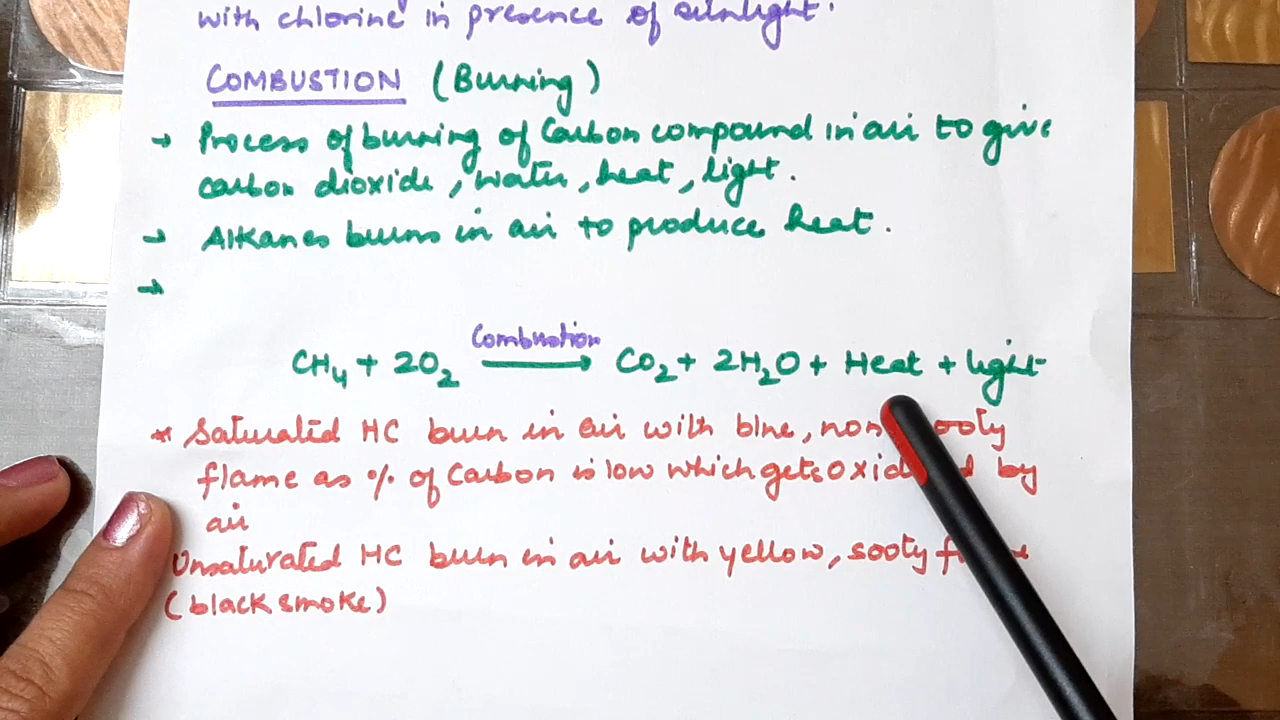 with chlorine in presence of sunlight.
COMBUSTION (Burning)
→ Process of burning of Carbon compound in air to give
carbon dioxide, water, heat, light.
→ Alkanes burns in air to produce heat.
→
Combustion
CH₄ + 2O₂ → CO₂ + 2H₂O + Heat + light
* Saturated HC burn in air with blue, non sooty
flame as % of Carbon is low which gets by
air
Unsaturated HC burn in air with yellow, sooty
(black smoke)